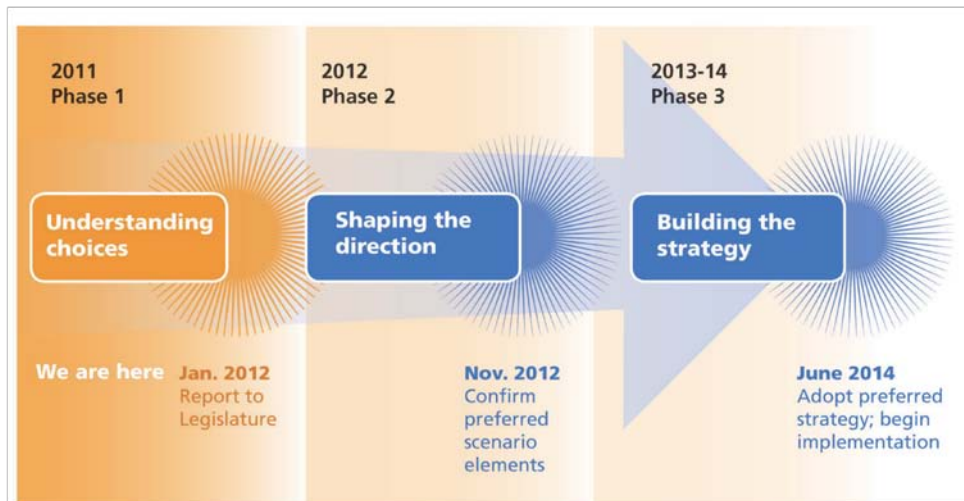 2011
Phase 1
2012
Phase 2
2013-14
Phase 3
Understanding
choices
Shaping the
direction
Building the
strategy
We are here
Jan. 2012
Report to
Legislature
Nov. 2012
Confirm
preferred
scenario
elements
June 2014
Adopt preferred
strategy; begin
implementation